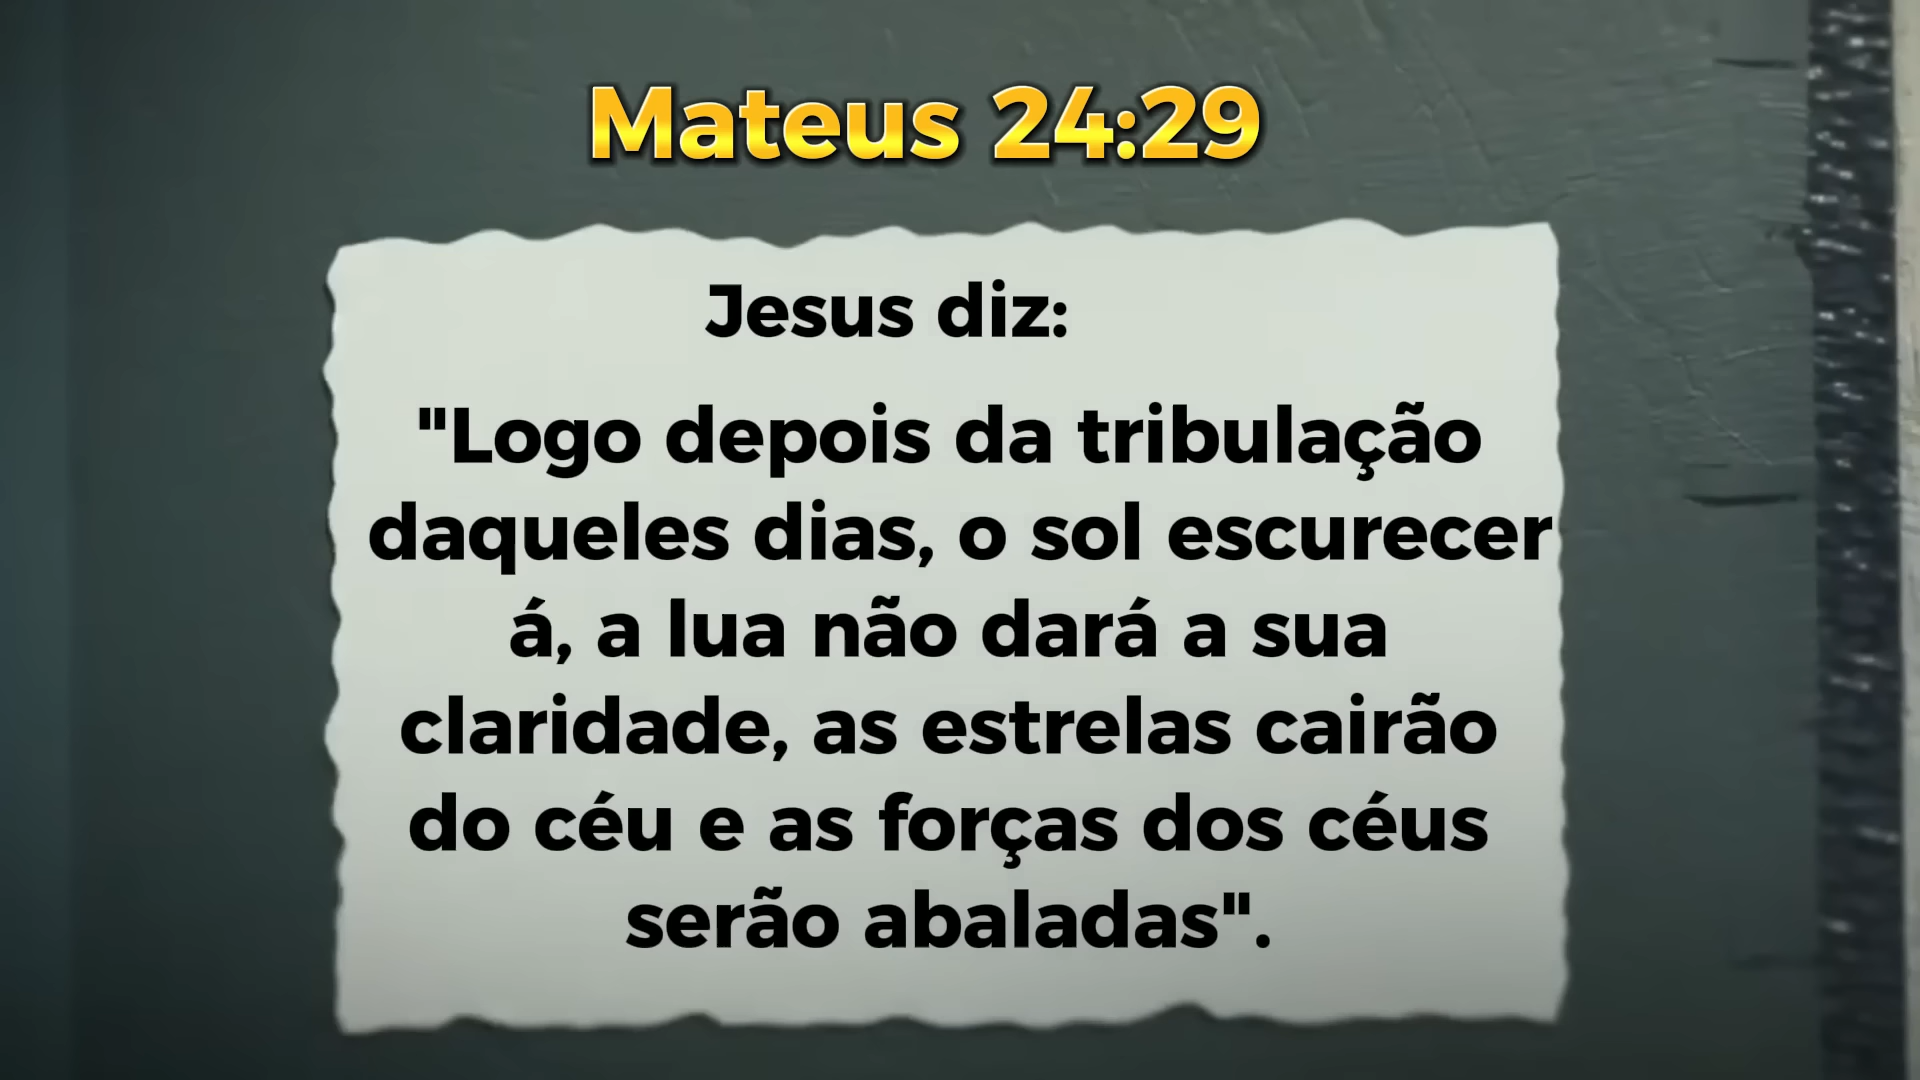 Mateus 24:29
Jesus diz:
"Logo depois da tribulação
daqueles dias, o sol escurecer
á, a lua não dará a sua
claridade, as estrelas cairão
do céu e as forças dos céus
serão abaladas".